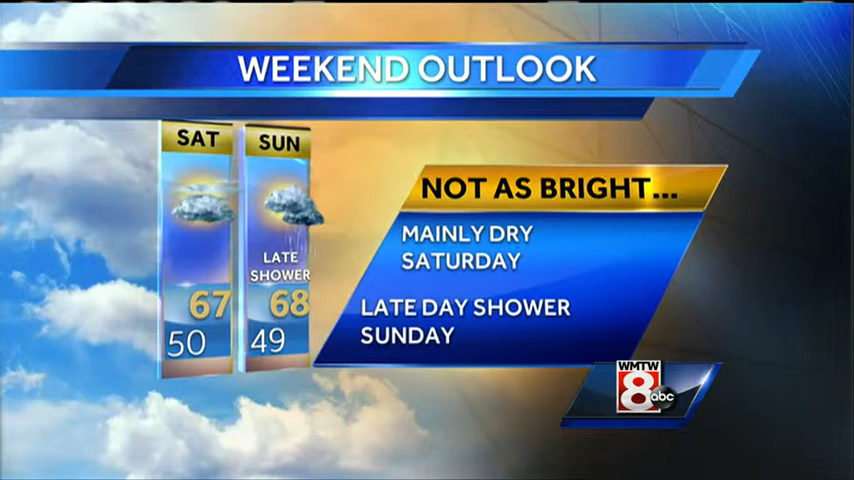 WEEKEND OUTLOOK
SAT
SUN
LATE
SHOWER
67
68
50
49
NOT AS BRIGHT...
MAINLY DRY
SATURDAY
LATE DAY SHOWER
SUNDAY
WMTW
8
abc